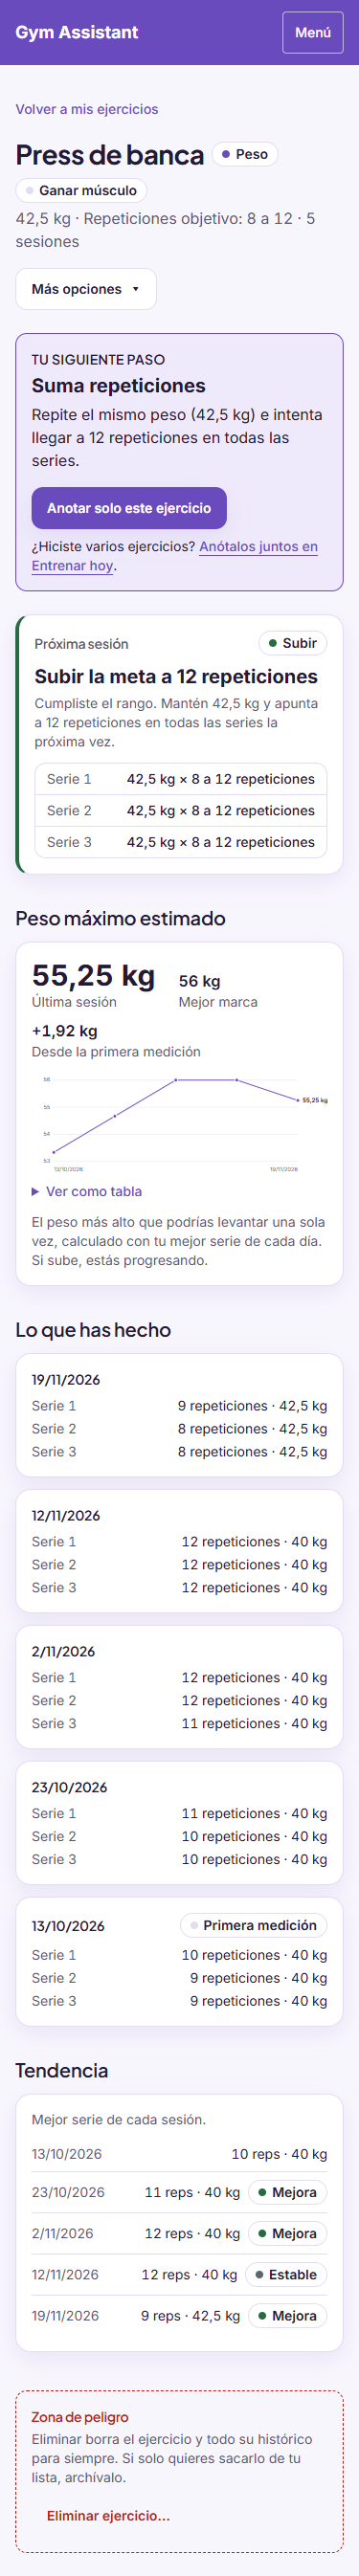 Gym Assistant
Menú
Volver a mis ejercicios
Press de banca
Peso
Ganar músculo
42,5 kg · Repeticiones objetivo: 8 a 12 · 5
sesiones
Más opciones
TU SIGUIENTE PASO
Suma repeticiones
Repite el mismo peso (42,5 kg) e intenta
llegar a 12 repeticiones en todas las
series.
Anotar solo este ejercicio
¿Hiciste varios ejercicios? Anótalos juntos en
Entrenar hoy.
Próxima sesión
Subir
Subir la meta a 12 repeticiones
Cumpliste el rango. Mantén 42,5 kg y apunta
a 12 repeticiones en todas las series la
próxima vez.
Serie 1 42,5 kg × 8 a 12 repeticiones
Serie 2 42,5 kg × 8 a 12 repeticiones
Serie 3 42,5 kg × 8 a 12 repeticiones
Peso máximo estimado
55,25 kg 56 kg
Última sesión Mejor marca
+1,92 kg
Desde la primera medición
56
55
55,25 kg
54
53
13/10/2026 19/11/2026
Ver como tabla
El peso más alto que podrías levantar una sola
vez, calculado con tu mejor serie de cada día.
Si sube, estás progresando.
Lo que has hecho
19/11/2026
Serie 1 9 repeticiones · 42,5 kg
Serie 2 8 repeticiones · 42,5 kg
Serie 3 8 repeticiones · 42,5 kg
12/11/2026
Serie 1 12 repeticiones · 40 kg
Serie 2 12 repeticiones · 40 kg
Serie 3 12 repeticiones · 40 kg
2/11/2026
Serie 1 12 repeticiones · 40 kg
Serie 2 12 repeticiones · 40 kg
Serie 3 11 repeticiones · 40 kg
23/10/2026
Serie 1 11 repeticiones · 40 kg
Serie 2 10 repeticiones · 40 kg
Serie 3 10 repeticiones · 40 kg
13/10/2026 Primera medición
Serie 1 10 repeticiones · 40 kg
Serie 2 9 repeticiones · 40 kg
Serie 3 9 repeticiones · 40 kg
Tendencia
Mejor serie de cada sesión.
13/10/2026 10 reps · 40 kg
23/10/2026 11 reps · 40 kg Mejora
2/11/2026 12 reps · 40 kg Mejora
12/11/2026 12 reps · 40 kg Estable
19/11/2026 9 reps · 42,5 kg Mejora
Zona de peligro
Eliminar borra el ejercicio y todo su histórico
para siempre. Si solo quieres sacarlo de tu
lista, archívalo.
Eliminar ejercicio...